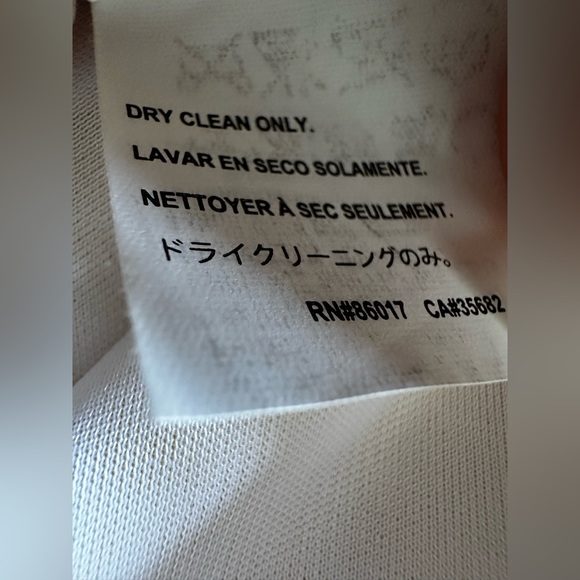 DRY CLEAN ONLY.
LAVAR EN SECO SOLAMENTE.
NETTOYER À SEC SEULEMENT.
ドライクリーニングのみ。
RN#86017 CA#35682